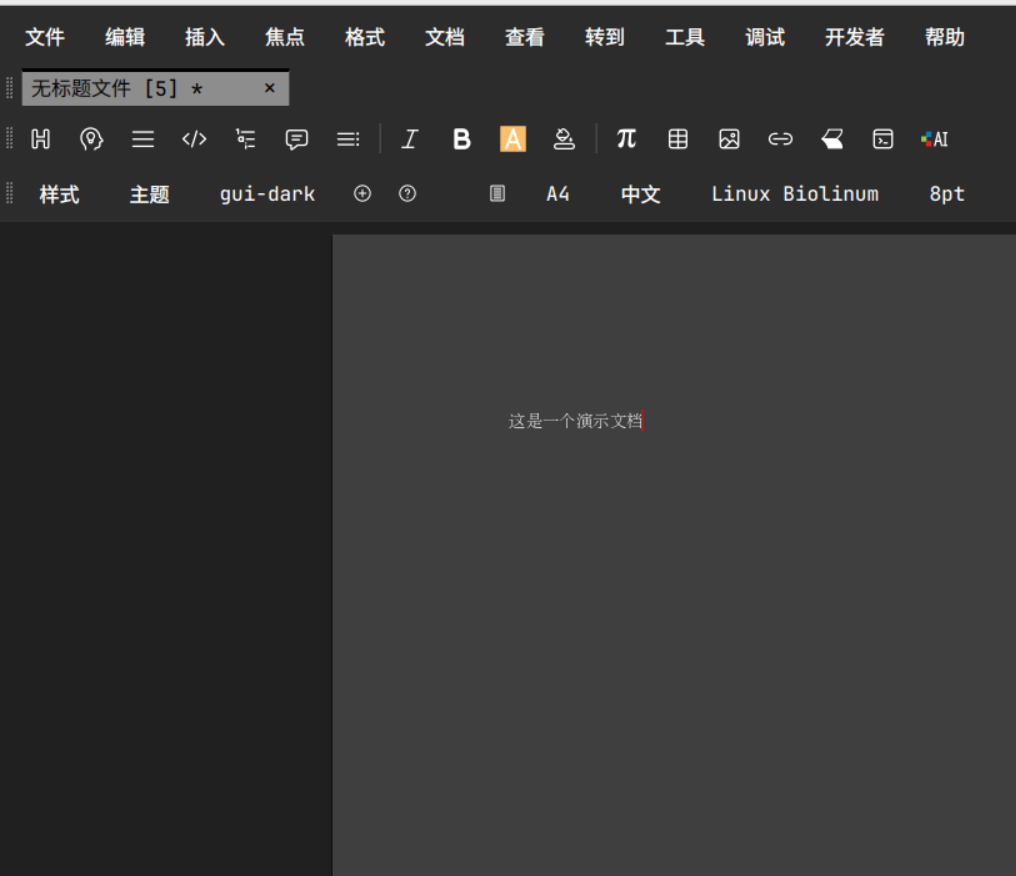 文件 编辑 插入 焦点 格式 文档 查看 转到 工具 调试 开发者 帮助
无标题文件 [5] * ×
</> I B A π AI
样式 主题 gui-dark A4 中文 Linux Biolinum 8pt
这是一个演示文档